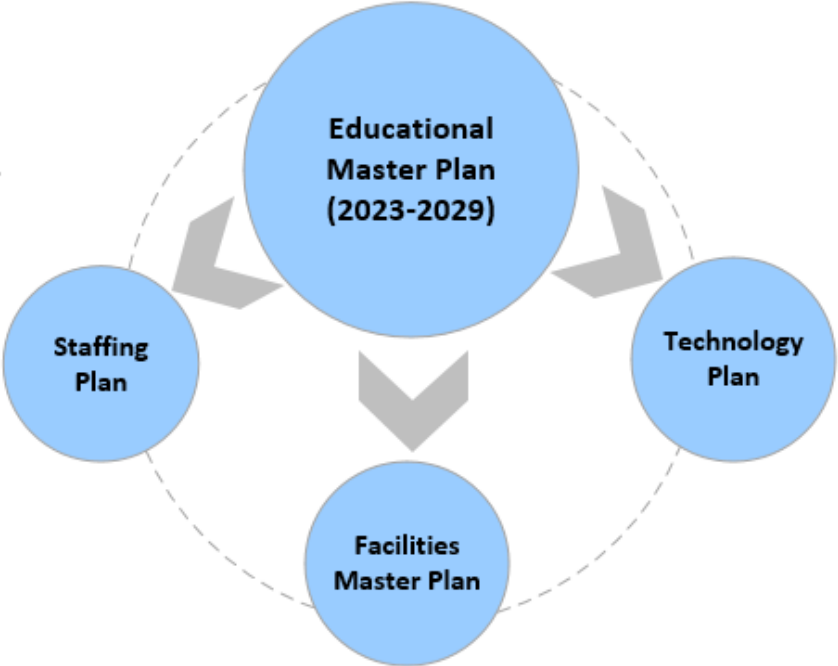 Educational
Master Plan
(2023-2029)
Staffing
Plan
Technology
Plan
Facilities
Master Plan